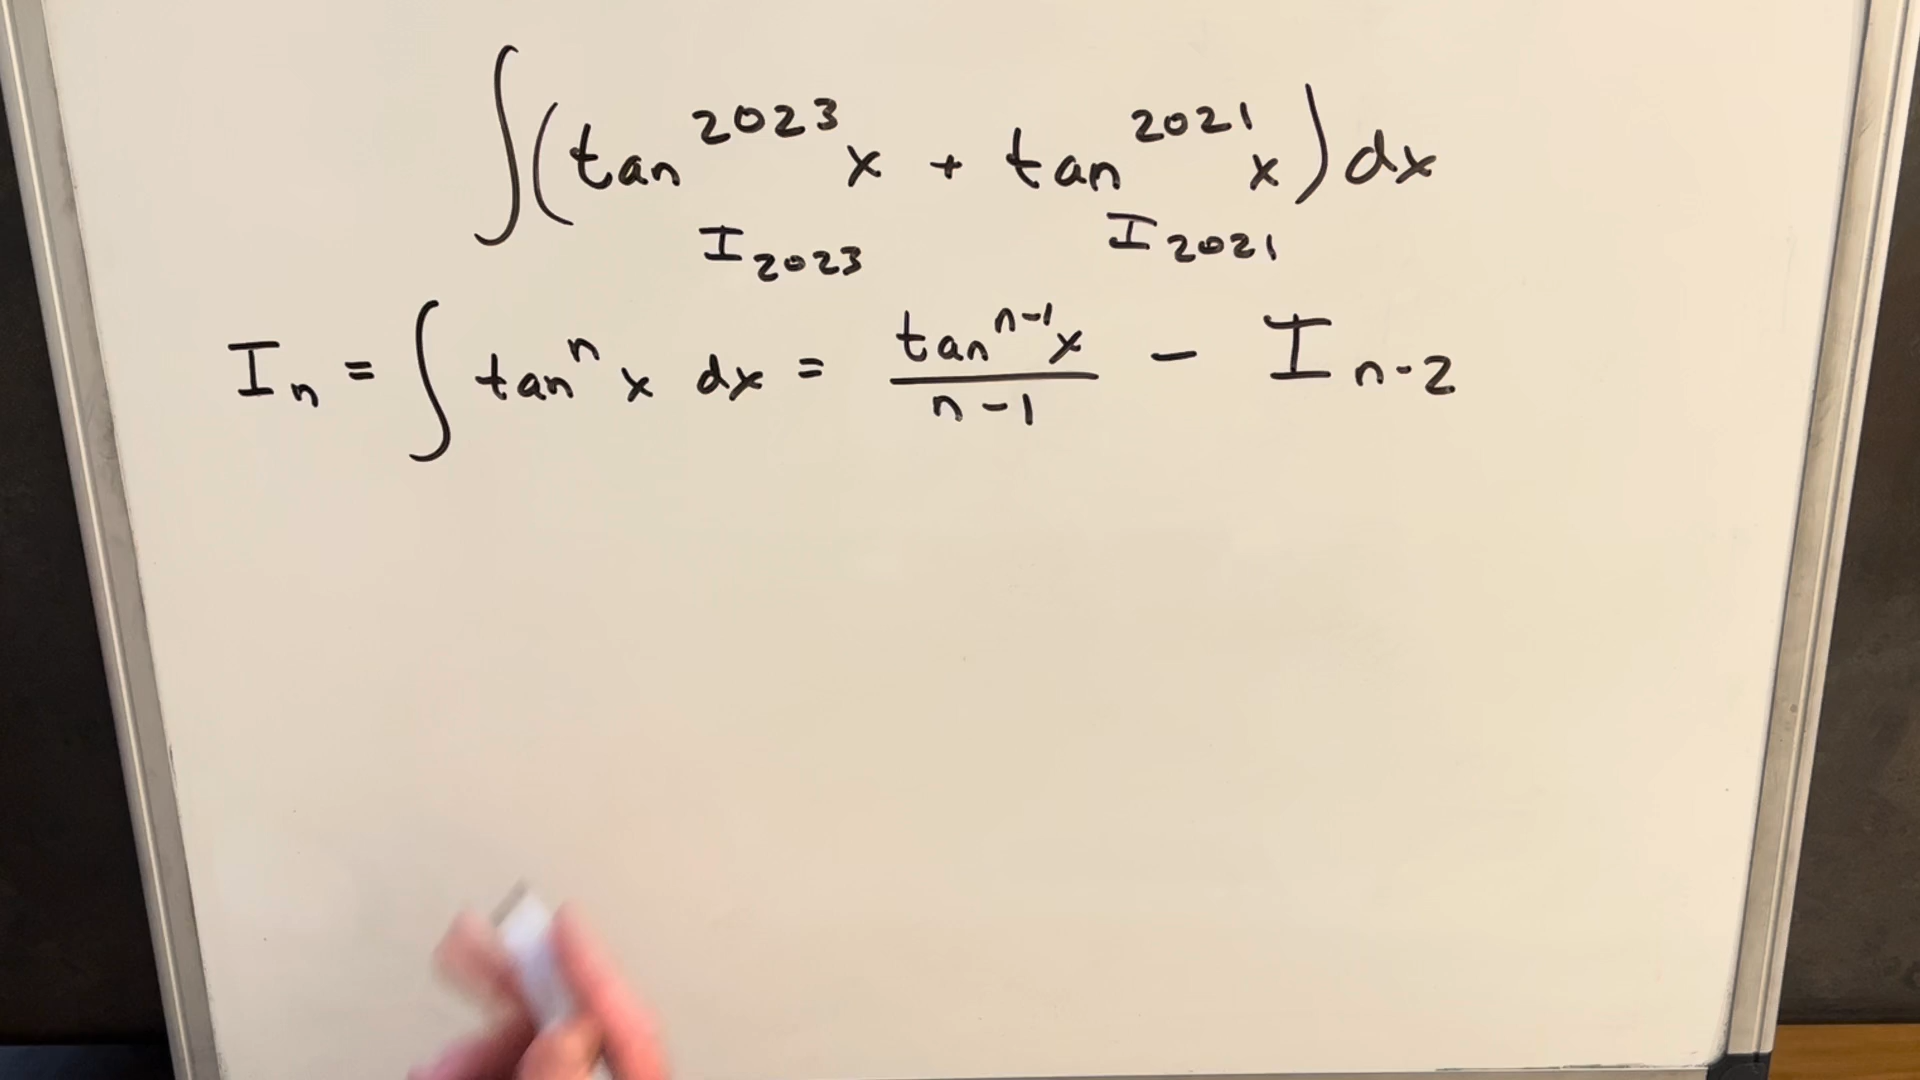 ∫(tan^2023 x + tan^2021 x) dx
I_2023 I_2021
I_n = ∫ tan^n x dx = tan^(n-1) x / (n-1) - I_(n-2)